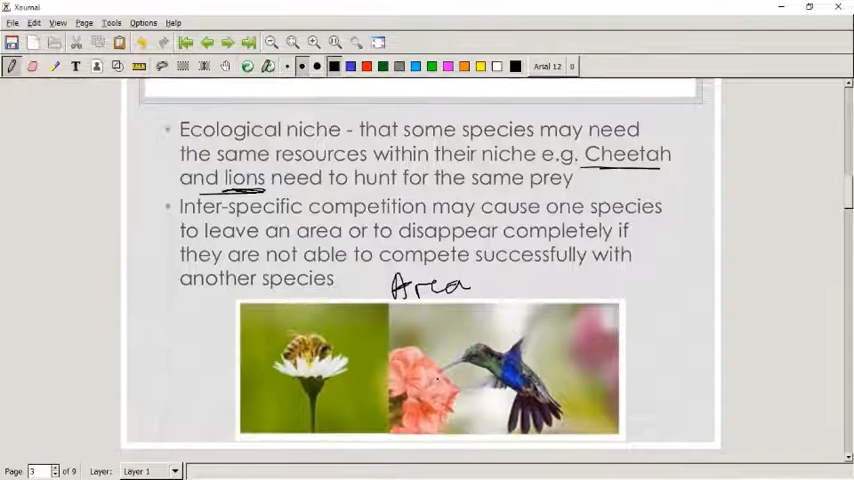 Xournal
File Edit View Page Tools Options Help
T Arial 12 0
Ecological niche - that some species may need
the same resources within their niche e.g. Cheetah
and lions need to hunt for the same prey
Inter-specific competition may cause one species
to leave an area or to disappear completely if
they are not able to compete successfully with
another species
Area
Page 3 of 9 Layer: Layer 1